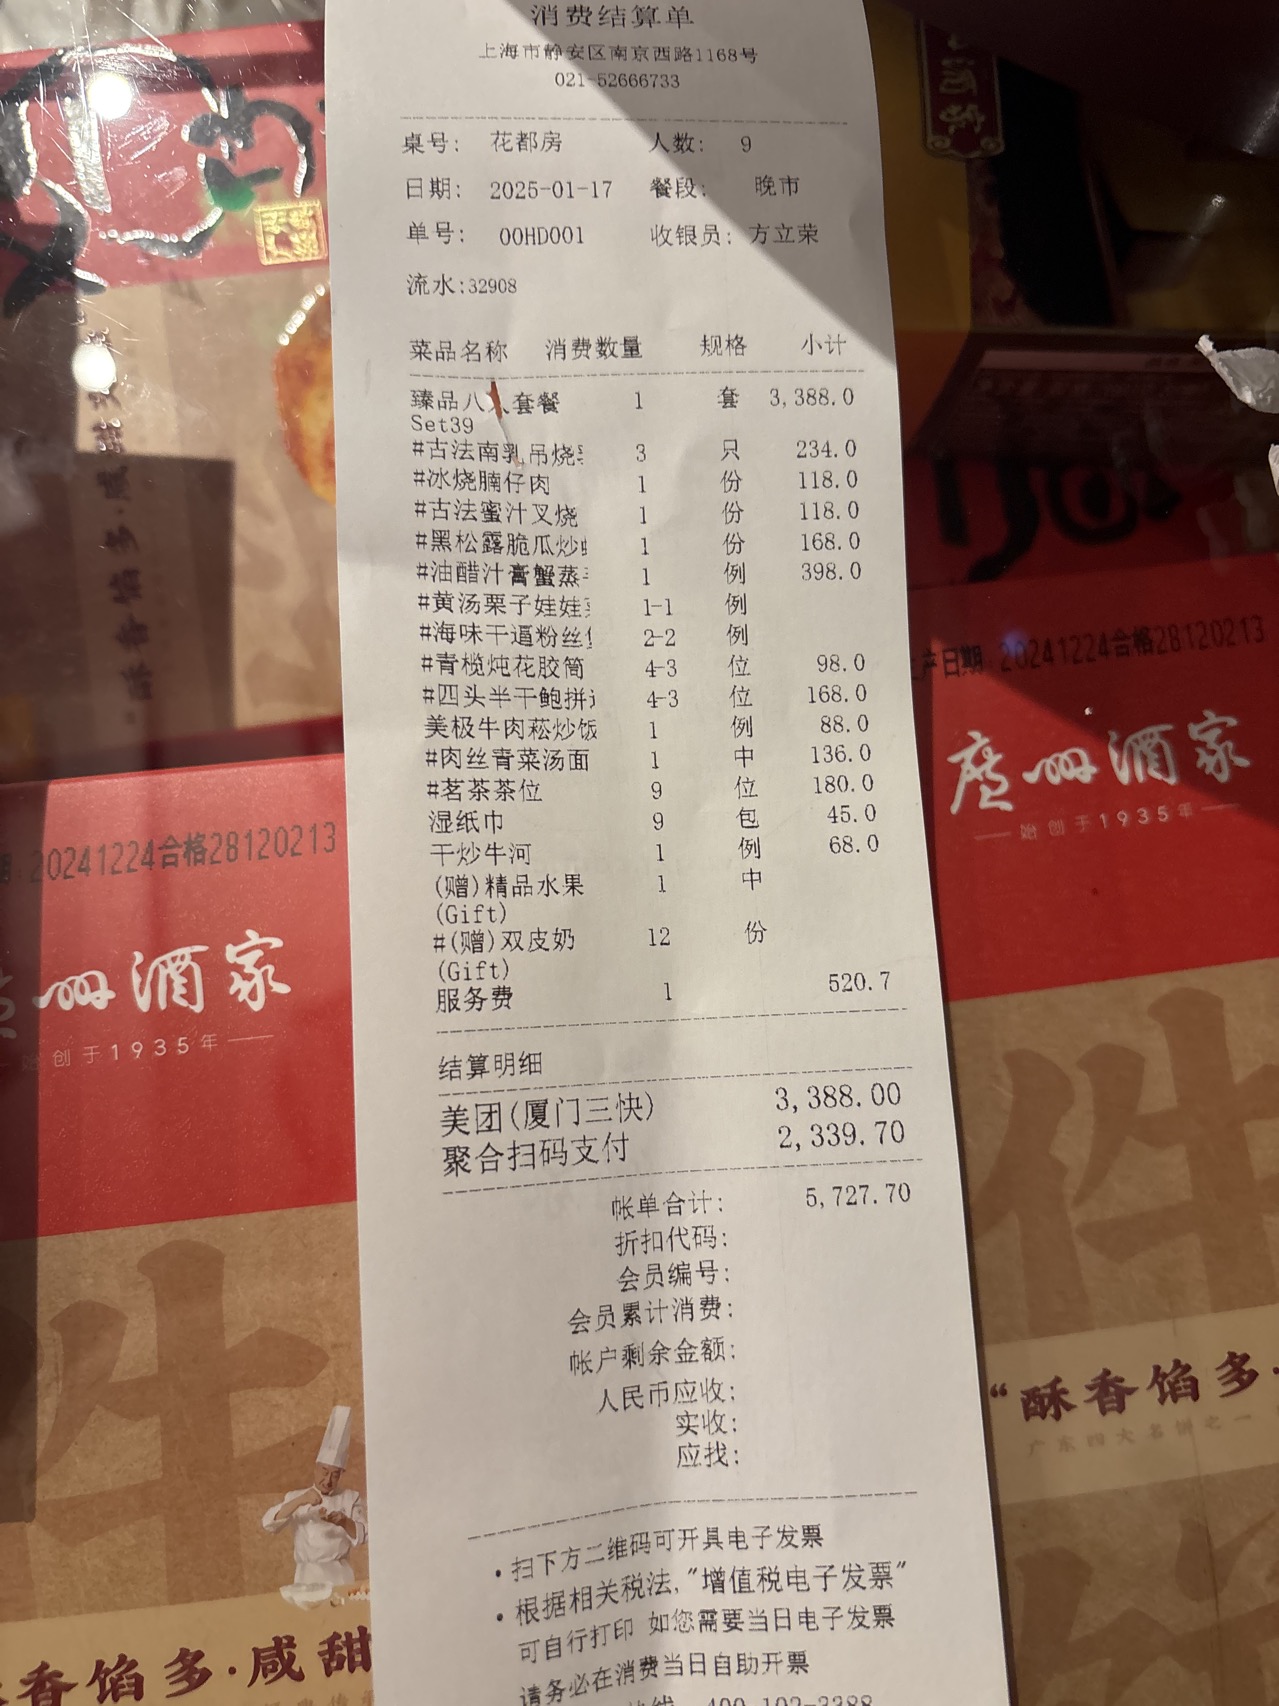 消费结算单
上海市静安区南京西路1168号
021-52666733
桌号: 花都房 人数: 9
日期: 2025-01-17 餐段: 晚市
单号: 00HD001 收银员: 方立荣
流水:32908
菜品名称 消费数量 规格 小计
臻品八人套餐 1 套 3,388.0
Set39
#古法南乳吊烧 3 只 234.0
#冰烧腩仔肉 1 份 118.0
#古法蜜汁叉烧 1 份 118.0
#黑松露脆瓜炒 1 份 168.0
#油醋汁膏蟹蒸 1 例 398.0
#黄汤栗子娃娃 1-1 例
#海味干逼粉丝 2-2 例
#青榄炖花胶筒 4-3 位 98.0
#四头半干鲍拼 4-3 位 168.0
美极牛肉菘炒饭 1 例 88.0
#肉丝青菜汤面 1 中 136.0
#茗茶茶位 9 位 180.0
湿纸巾 9 包 45.0
干炒牛河 1 例 68.0
(赠)精品水果 1 中
(Gift)
#(赠)双皮奶 12 份
(Gift)
服务费 1 520.7
结算明细
美团(厦门三快) 3,388.00
聚合扫码支付 2,339.70
帐单合计: 5,727.70
折扣代码:
会员编号:
会员累计消费:
帐户剩余金额:
人民币应收:
实收:
应找:
• 扫下方二维码可开具电子发票
• 根据相关税法,"增值税电子发票"
可自行打印 如您需要当日电子发票
请务必在消费当日自助开票
20241224合格28120213
广州酒家
始创于1935年
香馅多·咸甜
产日期: 20241224合格28120213
廣州酒家
始创于1935年
件
"酥香馅多·
广东四大名饼之一